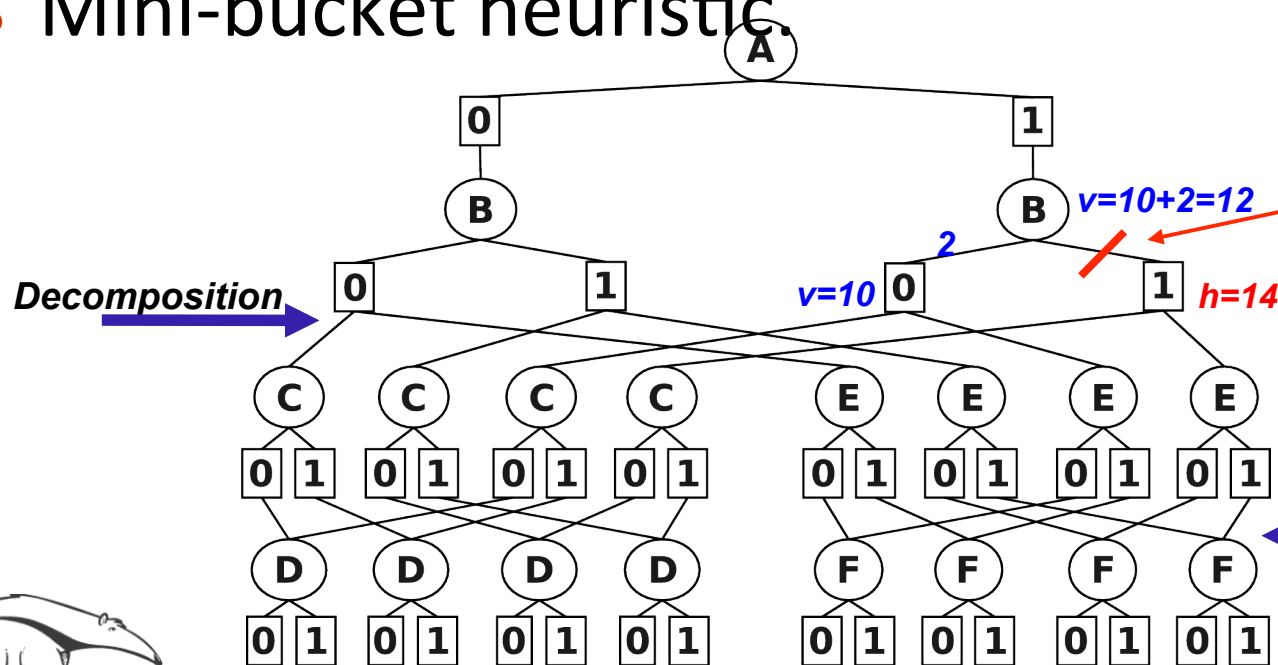 Mini-bucket heuristic.
A
0 1
B B v=10+2=12
2
Decomposition 0 1 v=10 0 1 h=14
C C C C E E E E
0 1 0 1 0 1 0 1 0 1 0 1 0 1 0 1
D D D D F F F F
0 1 0 1 0 1 0 1 0 1 0 1 0 1 0 1